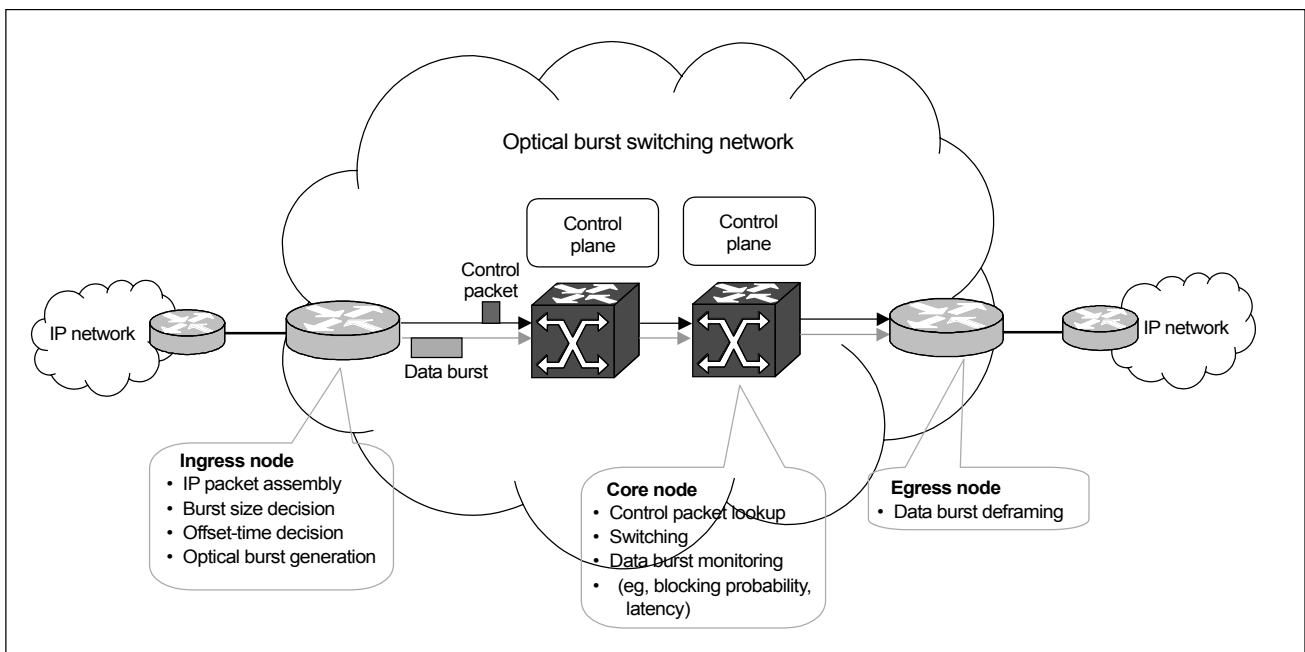 Optical burst switching network
Control
plane
Control
plane
Control
packet
IP network
IP network
Data burst
Ingress node
• IP packet assembly
• Burst size decision
• Offset-time decision
• Optical burst generation
Core node
• Control packet lookup
• Switching
• Data burst monitoring
• (eg, blocking probability,
latency)
Egress node
• Data burst deframing